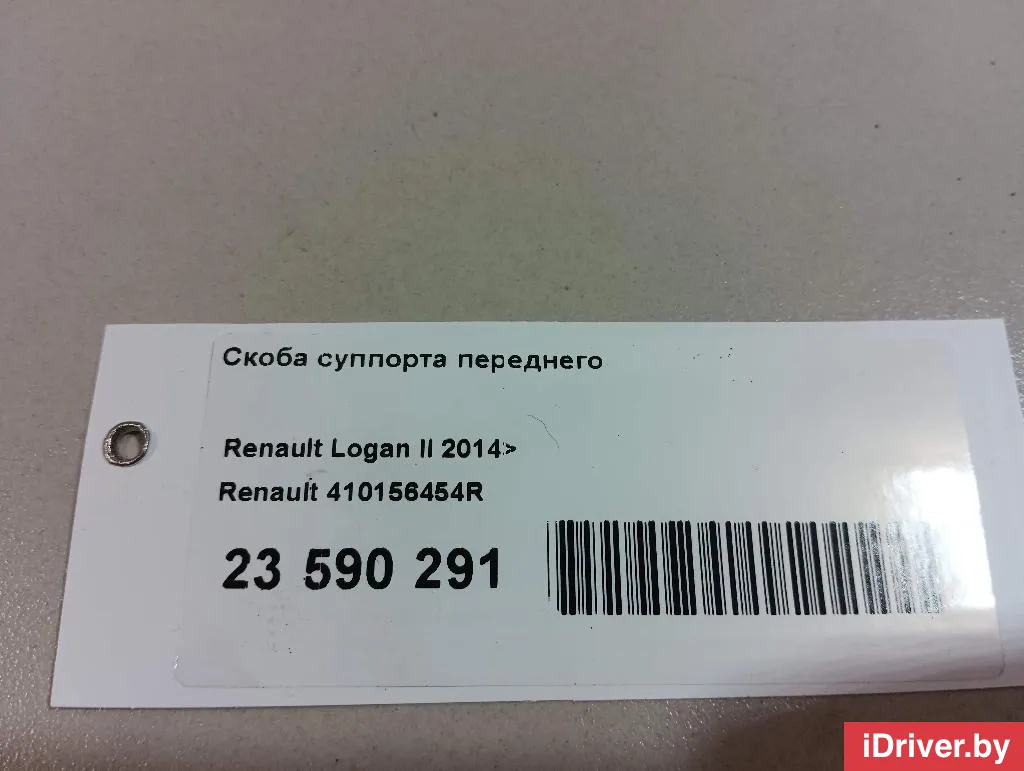 Скоба суппорта переднего
Renault Logan II 2014>
Renault 410156454R
23 590 291
iDriver.by